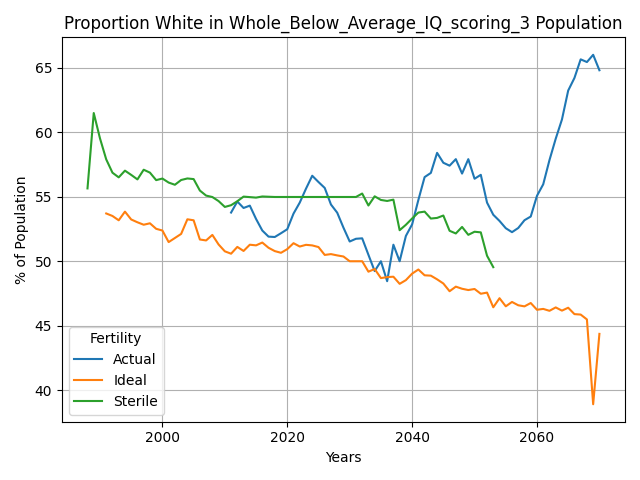 Proportion White in Whole_Below_Average_IQ_scoring_3 Population
% of Population
65
60
55
50
45
40
Fertility
Actual
Ideal
Sterile
2000
2020
2040
2060
Years